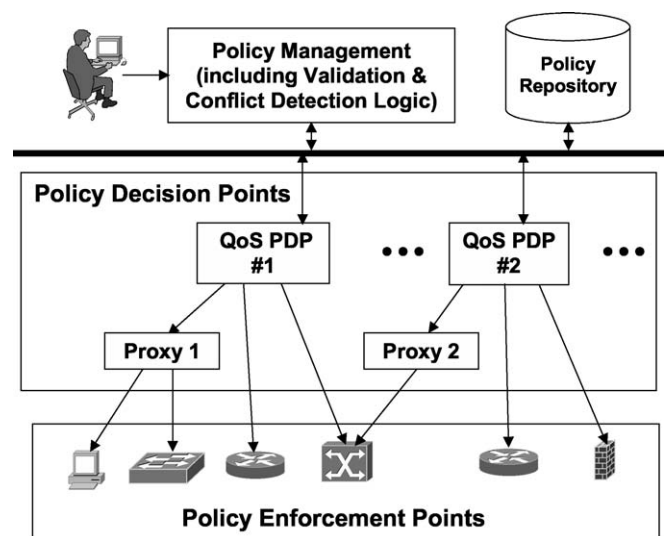 Policy Management
(including Validation &
Conflict Detection Logic)
Policy
Repository
Policy Decision Points
QoS PDP
#1
•••
QoS PDP
#2
•••
Proxy 1
Proxy 2
Policy Enforcement Points